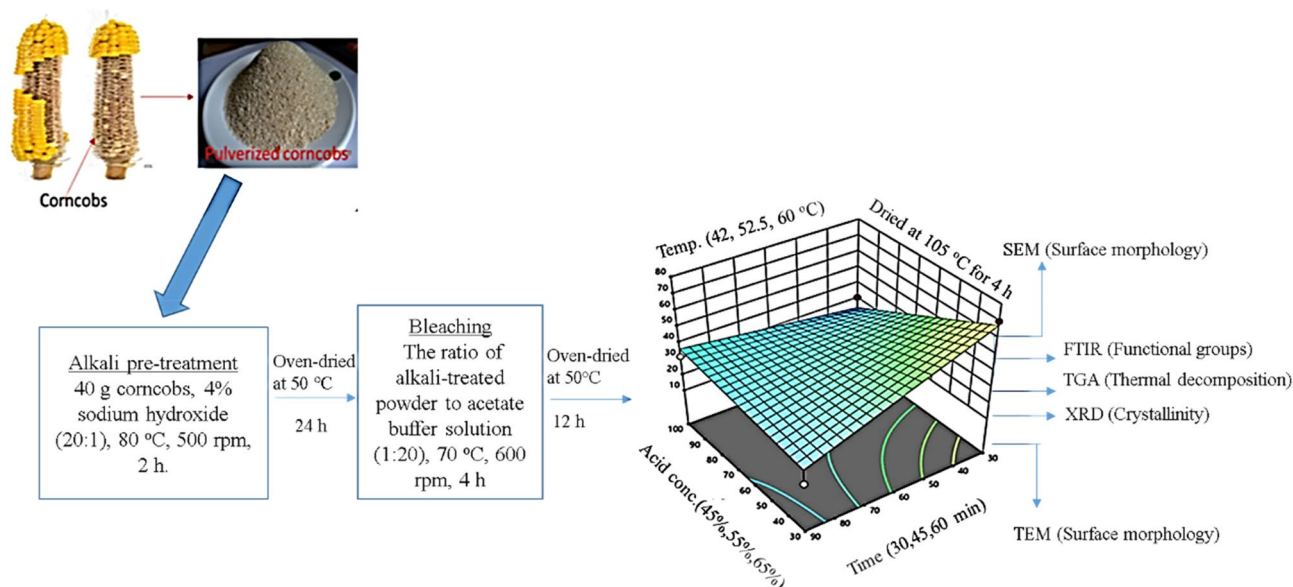 Pulverized corncobs
Corncobs
Alkali pre-treatment
40 g corncobs, 4%
sodium hydroxide
(20:1), 80 °C, 500 rpm,
2 h.
Oven-dried
at 50 °C
24 h
Bleaching
The ratio of
alkali-treated
powder to acetate
buffer solution
(1:20), 70 °C, 600
rpm, 4 h
Oven-dried
at 50°C
12 h
Temp. (42, 52.5, 60 °C)
Dried at 105 °C for 4 h
80
70
60
50
40
30
20
10
100
90
80
70
60
50
40
30
90
80
70
60
50
40
30
Acid conc.(45%,55%,65%)
Time (30,45,60 min)
SEM (Surface morphology)
FTIR (Functional groups)
TGA (Thermal decomposition)
XRD (Crystallinity)
TEM (Surface morphology)